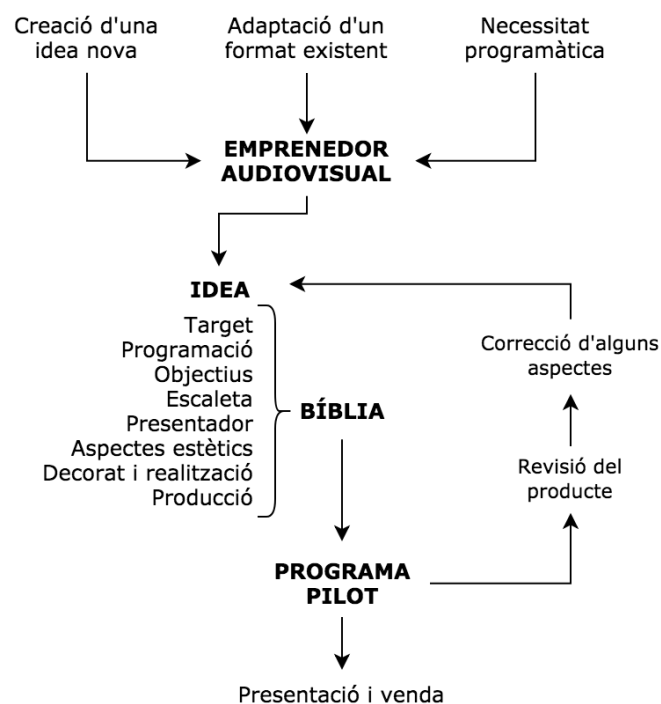 Creació d'una
idea nova
Adaptació d'un
format existent
Necessitat
programàtica
EMPRENEDOR
AUDIOVISUAL
IDEA
Target
Programació
Objectius
Escaleta
Presentador
Aspectes estètics
Decorat i realització
Producció
BÍBLIA
Correcció d'alguns
aspectes
Revisió del
producte
PROGRAMA
PILOT
Presentació i venda